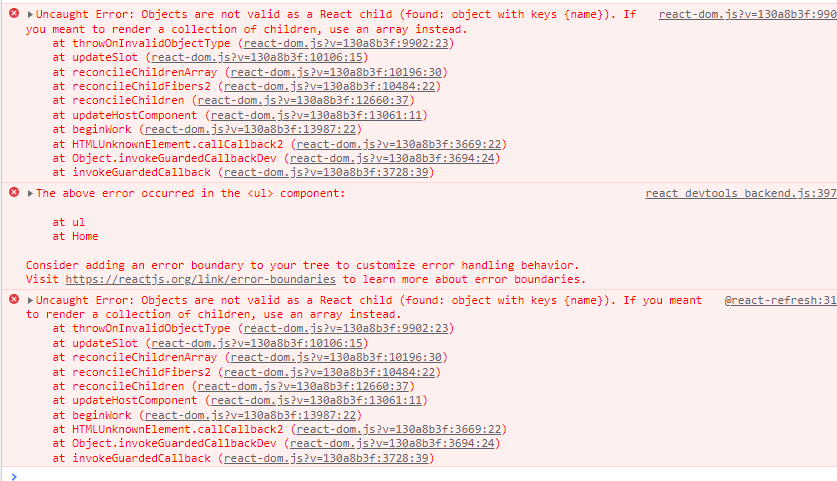 Uncaught Error: Objects are not valid as a React child (found: object with keys {name}). If react-dom.js?v=130a8b3f:990
you meant to render a collection of children, use an array instead.
at throwOnInvalidObjectType (react-dom.js?v=130a8b3f:9902:23)
at updateSlot (react-dom.js?v=130a8b3f:10106:15)
at reconcileChildrenArray (react-dom.js?v=130a8b3f:10196:30)
at reconcileChildFibers2 (react-dom.js?v=130a8b3f:10484:22)
at reconcileChildren (react-dom.js?v=130a8b3f:12660:37)
at updateHostComponent (react-dom.js?v=130a8b3f:13061:11)
at beginWork (react-dom.js?v=130a8b3f:13987:22)
at HTMLUnknownElement.callCallback2 (react-dom.js?v=130a8b3f:3669:22)
at Object.invokeGuardedCallbackDev (react-dom.js?v=130a8b3f:3694:24)
at invokeGuardedCallback (react-dom.js?v=130a8b3f:3728:39)
The above error occurred in the <ul> component: react_devtools_backend.js:397
at ul
at Home
Consider adding an error boundary to your tree to customize error handling behavior.
Visit https://reactjs.org/link/error-boundaries to learn more about error boundaries.
Uncaught Error: Objects are not valid as a React child (found: object with keys {name}). If you meant @react-refresh:31
to render a collection of children, use an array instead.
at throwOnInvalidObjectType (react-dom.js?v=130a8b3f:9902:23)
at updateSlot (react-dom.js?v=130a8b3f:10106:15)
at reconcileChildrenArray (react-dom.js?v=130a8b3f:10196:30)
at reconcileChildFibers2 (react-dom.js?v=130a8b3f:10484:22)
at reconcileChildren (react-dom.js?v=130a8b3f:12660:37)
at updateHostComponent (react-dom.js?v=130a8b3f:13061:11)
at beginWork (react-dom.js?v=130a8b3f:13987:22)
at HTMLUnknownElement.callCallback2 (react-dom.js?v=130a8b3f:3669:22)
at Object.invokeGuardedCallbackDev (react-dom.js?v=130a8b3f:3694:24)
at invokeGuardedCallback (react-dom.js?v=130a8b3f:3728:39)